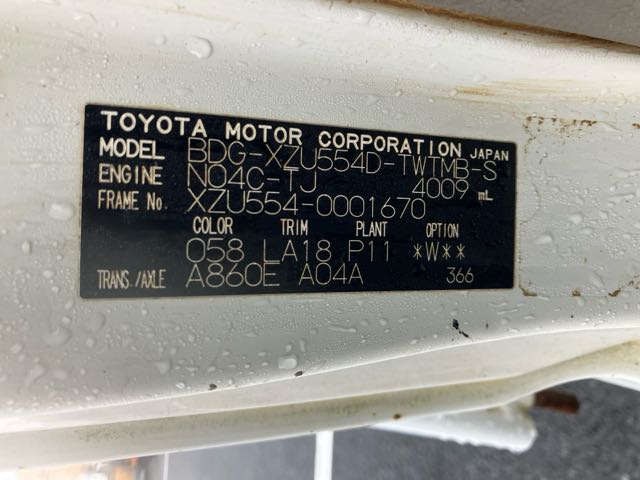 TOYOTA MOTOR CORPORATION JAPAN
MODEL BDG-XZU554D-TWTMB-S
ENGINE N04C-TJ 4009 mL
FRAME No. XZU554-0001670
COLOR TRIM PLANT OPTION
058 LA18 P11 *W**
TRANS./AXLE A860E A04A 366